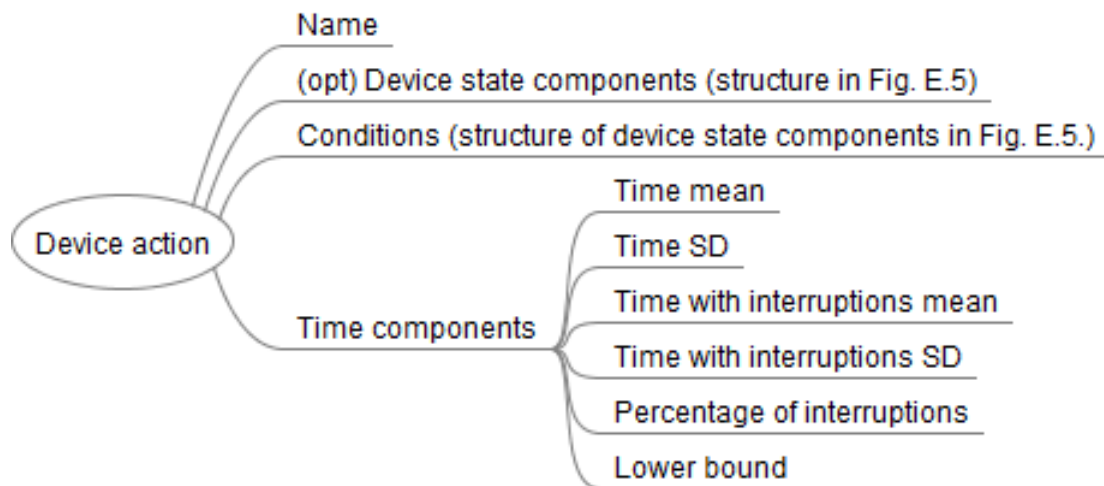 Name
(opt) Device state components (structure in Fig. E.5)
Conditions (structure of device state components in Fig. E.5.)
Device action
Time components
Time mean
Time SD
Time with interruptions mean
Time with interruptions SD
Percentage of interruptions
Lower bound